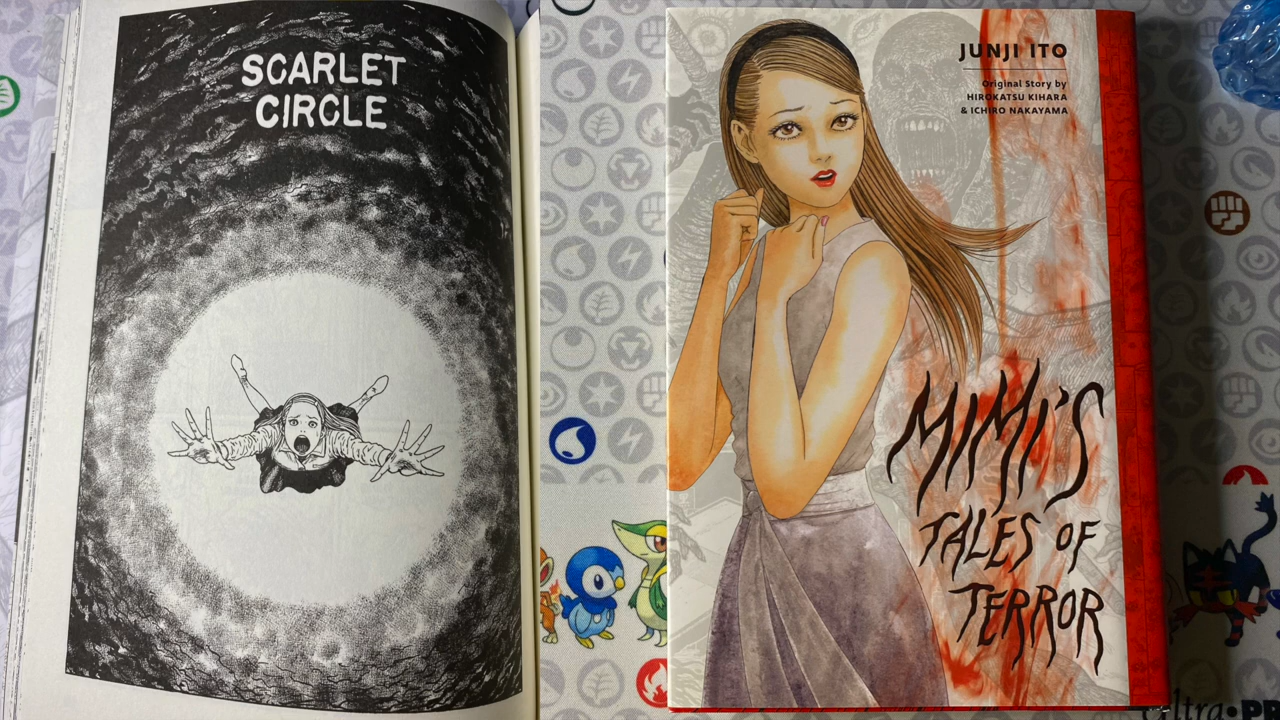 SCARLET
CIRCLE
JUNJI ITO
Original Story by
HIROKATSU KIHARA
& ICHIRO NAKAYAMA
MIMI'S
TALES OF
TERROR